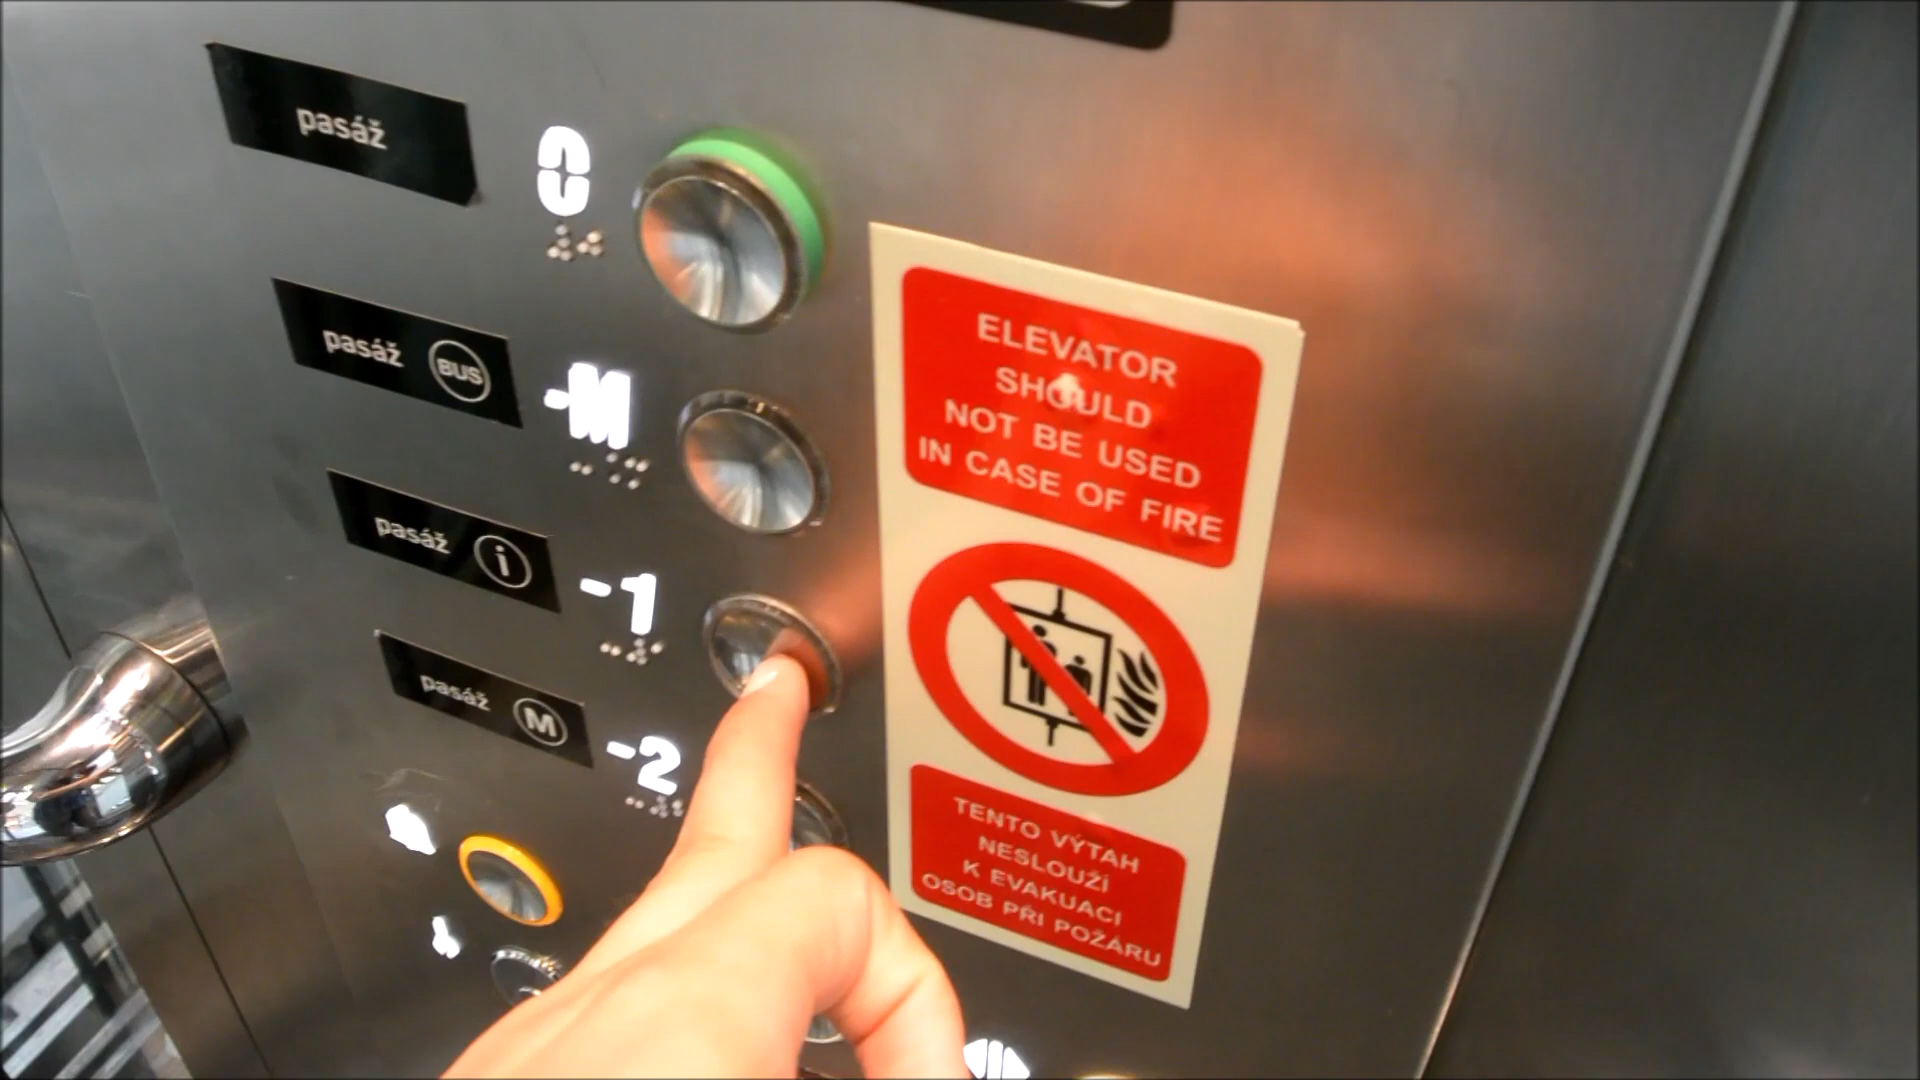 pasáž
0
pasáž BUS
-M
pasáž i
-1
pasáž M
-2
ELEVATOR
SHOULD
NOT BE USED
IN CASE OF FIRE
TENTO VÝTAH
NESLOUŽÍ
K EVAKUACI
OSOB PŘI POŽÁRU